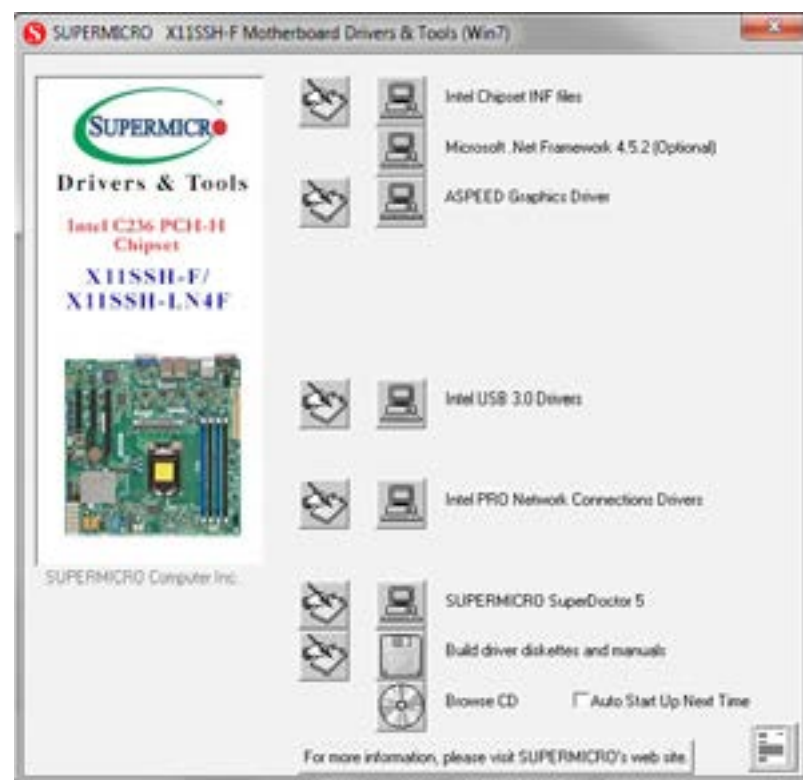 SUPERMICRO X11SSH-F Motherboard Drivers & Tools (Win7)
SUPERMICRO
Drivers & Tools
Intel C236 PCH-H
Chipset
X11SSH-F/
X11SSH-LN4F
SUPERMICRO Computer Inc.
Intel Chipset INF files
Microsoft .Net Framework 4.5.2 (Optional)
ASPEED Graphics Driver
Intel USB 3.0 Drivers
Intel PRO Network Connections Drivers
SUPERMICRO SuperDoctor 5
Build driver diskettes and manuals
Browse CD
Auto Start Up Next Time
For more information, please visit SUPERMICRO's web site.